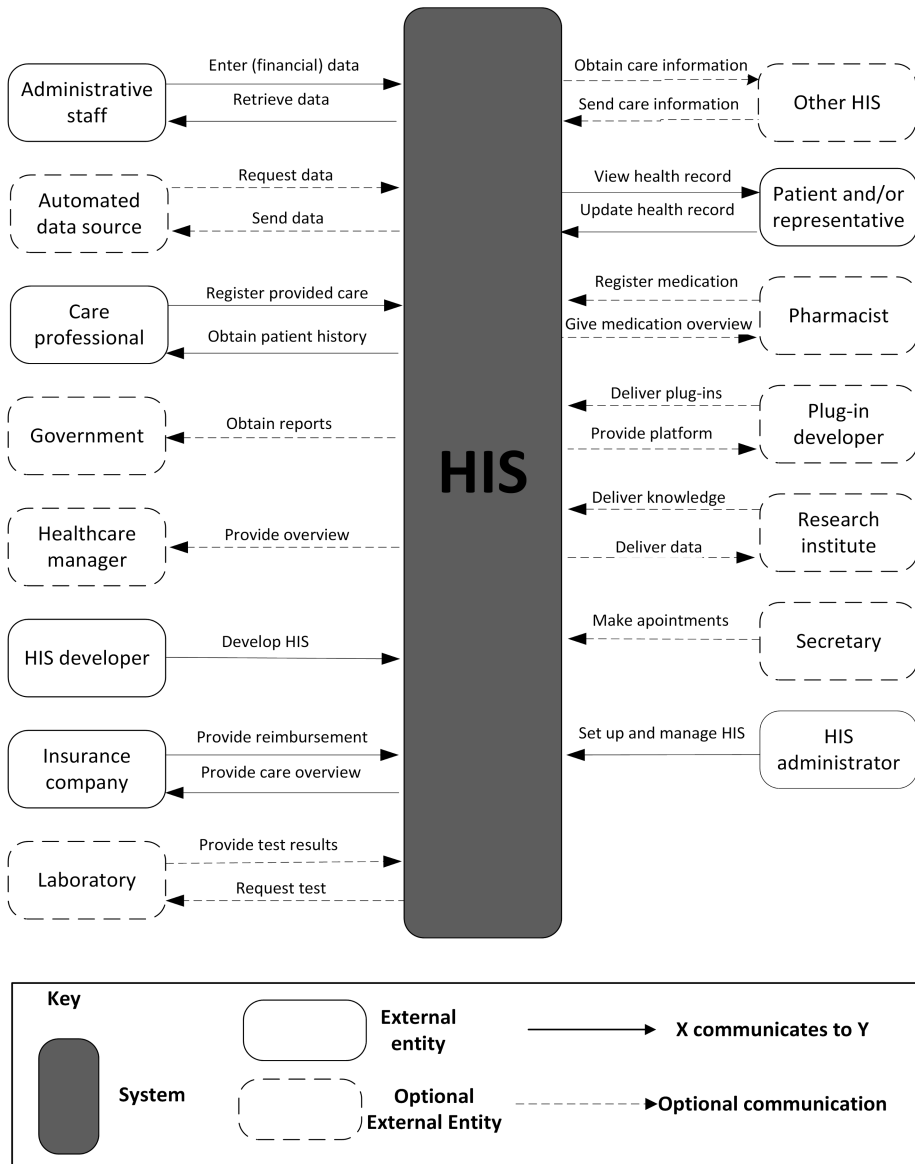 Enter (financial) data
Administrative
staff
Retrieve data
Request data
Automated
data source
Send data
Register provided care
Care
professional
Obtain patient history
Government
Obtain reports
Healthcare
manager
Provide overview
HIS developer
Develop HIS
Provide reimbursement
Insurance
company
Provide care overview
Provide test results
Laboratory
Request test
HIS
Obtain care information
Other HIS
Send care information
View health record
Patient and/or
representative
Update health record
Register medication
Pharmacist
Give medication overview
Deliver plug-ins
Plug-in
developer
Provide platform
Deliver knowledge
Research
institute
Deliver data
Make apointments
Secretary
Set up and manage HIS
HIS
administrator
Key
System
External
entity
X communicates to Y
Optional
External Entity
Optional communication